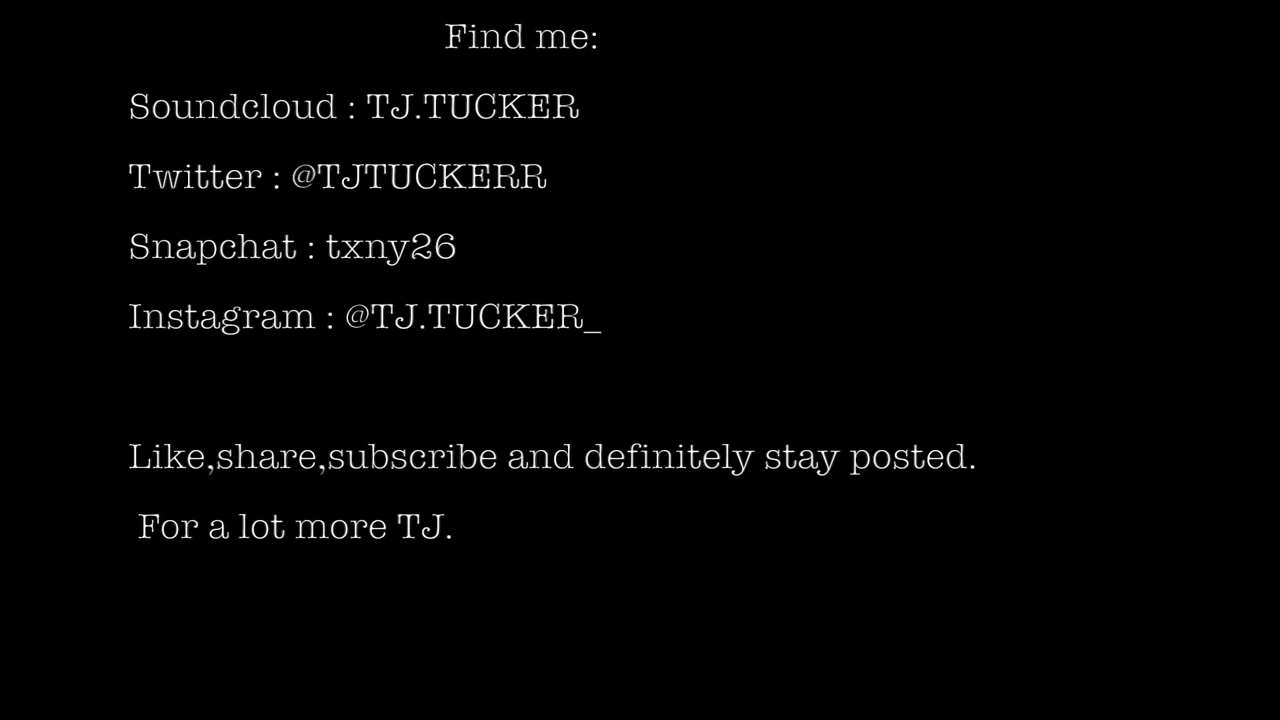 Find me:
Soundcloud : TJ.TUCKER
Twitter : @TJTUCKERR
Snapchat : txny26
Instagram : @TJ.TUCKER_
Like,share,subscribe and definitely stay posted.
For a lot more TJ.